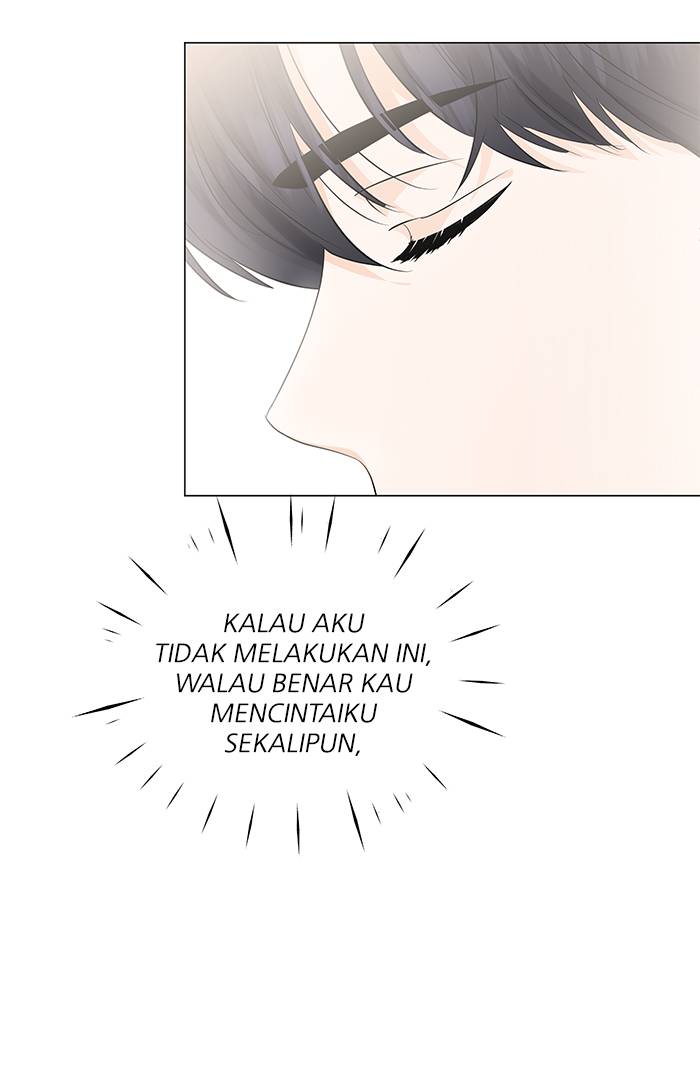 KALAU AKU
TIDAK MELAKUKAN INI,
WALAU BENAR KAU
MENCINTAIKU
SEKALIPUN,